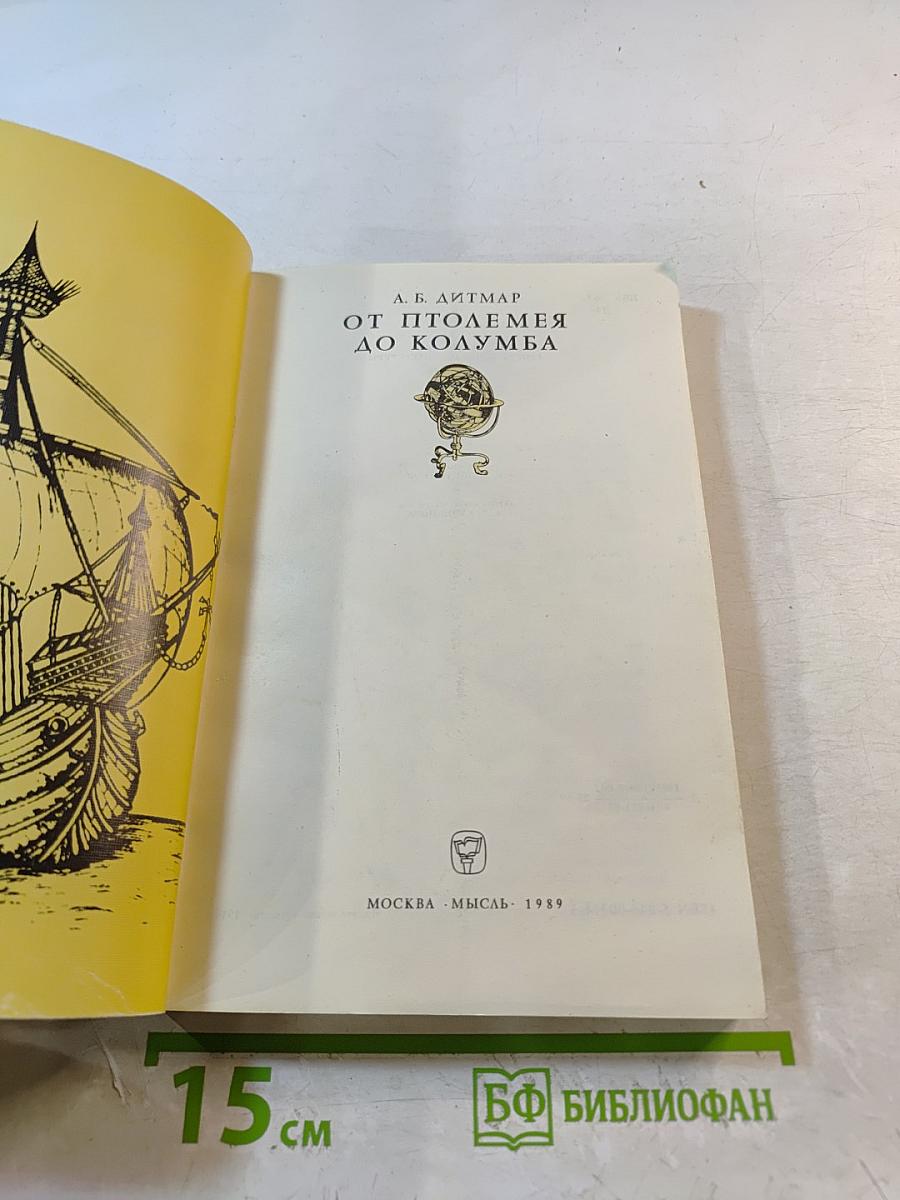 А. Б. ДИТМАР
ОТ ПТОЛЕМЕЯ
ДО КОЛУМБА
МОСКВА ·МЫСЛЬ· 1989
15 см
БФ БИБЛИОФАН